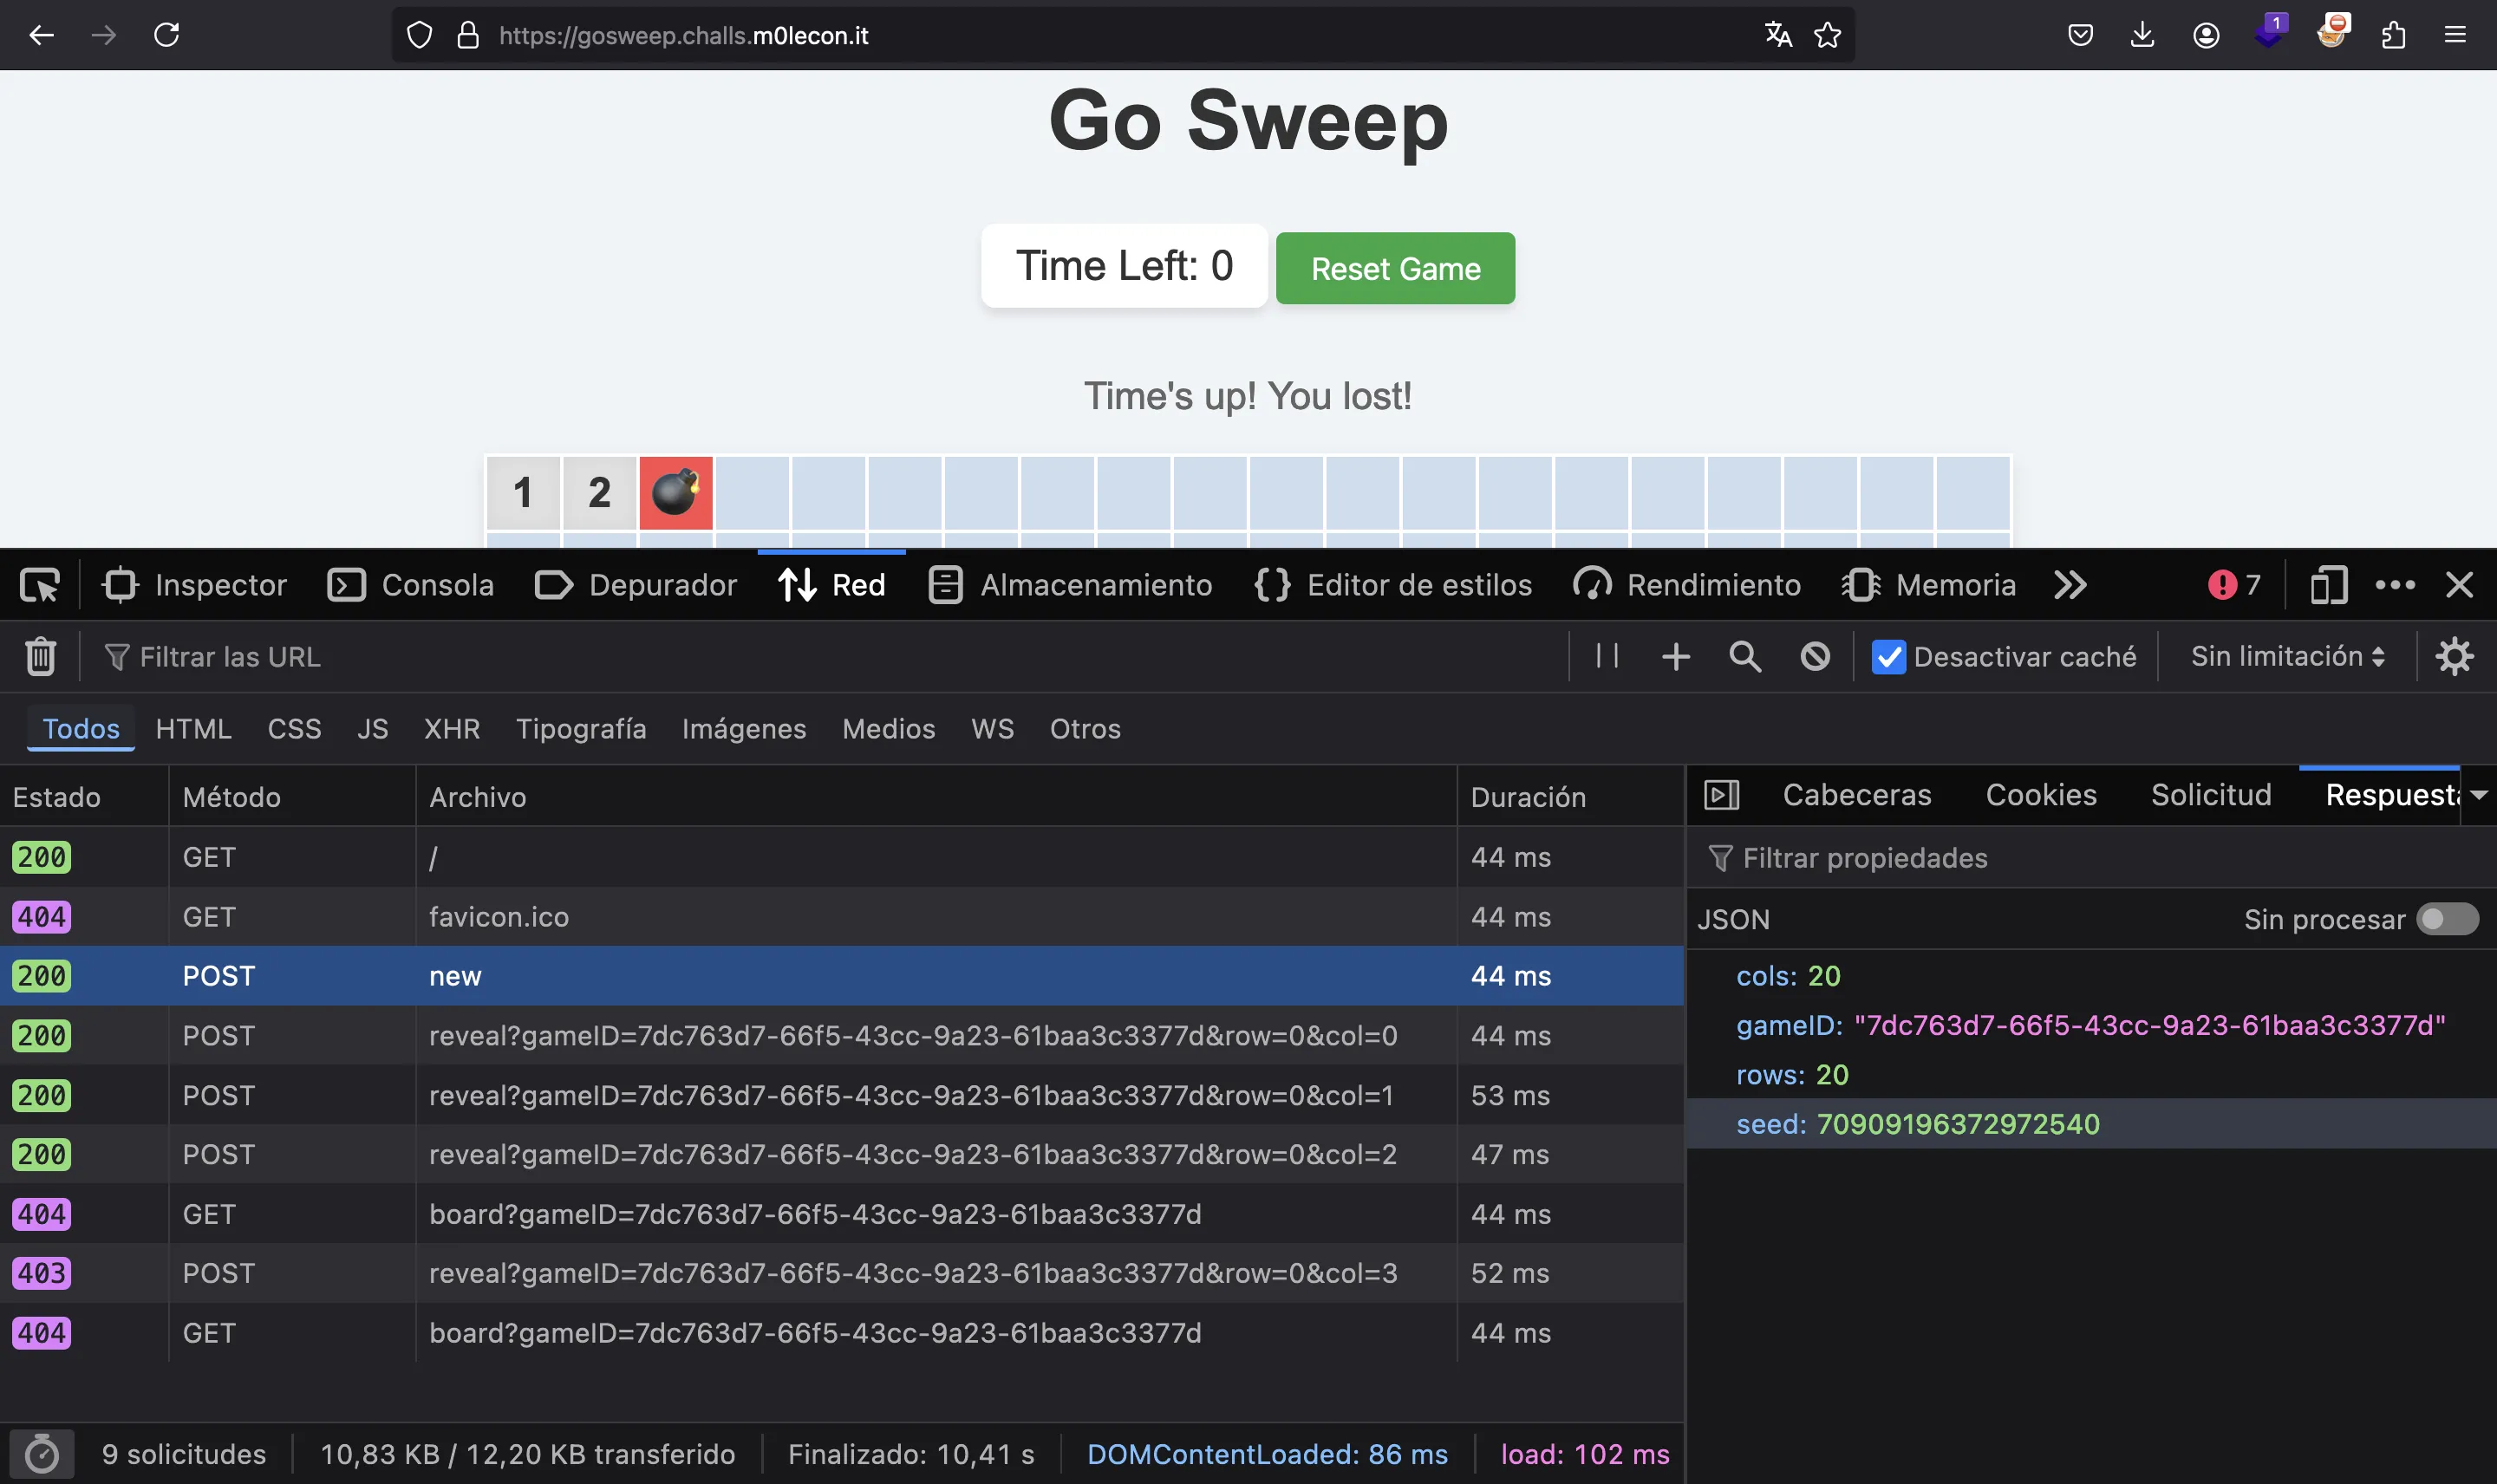 https://gosweep.challs.m0lecon.it
1
Go Sweep
Time Left: 0
Reset Game
Time's up! You lost!
1 2
Inspector Consola Depurador Red Almacenamiento Editor de estilos Rendimiento Memoria 7
Filtrar las URL Desactivar caché Sin limitación
Todos HTML CSS JS XHR Tipografía Imágenes Medios WS Otros
Estado Método Archivo Duración
200 GET / 44 ms
404 GET favicon.ico 44 ms
200 POST new 44 ms
200 POST reveal?gameID=7dc763d7-66f5-43cc-9a23-61baa3c3377d&row=0&col=0 44 ms
200 POST reveal?gameID=7dc763d7-66f5-43cc-9a23-61baa3c3377d&row=0&col=1 53 ms
200 POST reveal?gameID=7dc763d7-66f5-43cc-9a23-61baa3c3377d&row=0&col=2 47 ms
404 GET board?gameID=7dc763d7-66f5-43cc-9a23-61baa3c3377d 44 ms
403 POST reveal?gameID=7dc763d7-66f5-43cc-9a23-61baa3c3377d&row=0&col=3 52 ms
404 GET board?gameID=7dc763d7-66f5-43cc-9a23-61baa3c3377d 44 ms
Cabeceras Cookies Solicitud Respuesta
Filtrar propiedades
JSON Sin procesar
cols: 20
gameID: "7dc763d7-66f5-43cc-9a23-61baa3c3377d"
rows: 20
seed: 70909196372972540
9 solicitudes 10,83 KB / 12,20 KB transferido Finalizado: 10,41 s DOMContentLoaded: 86 ms load: 102 ms